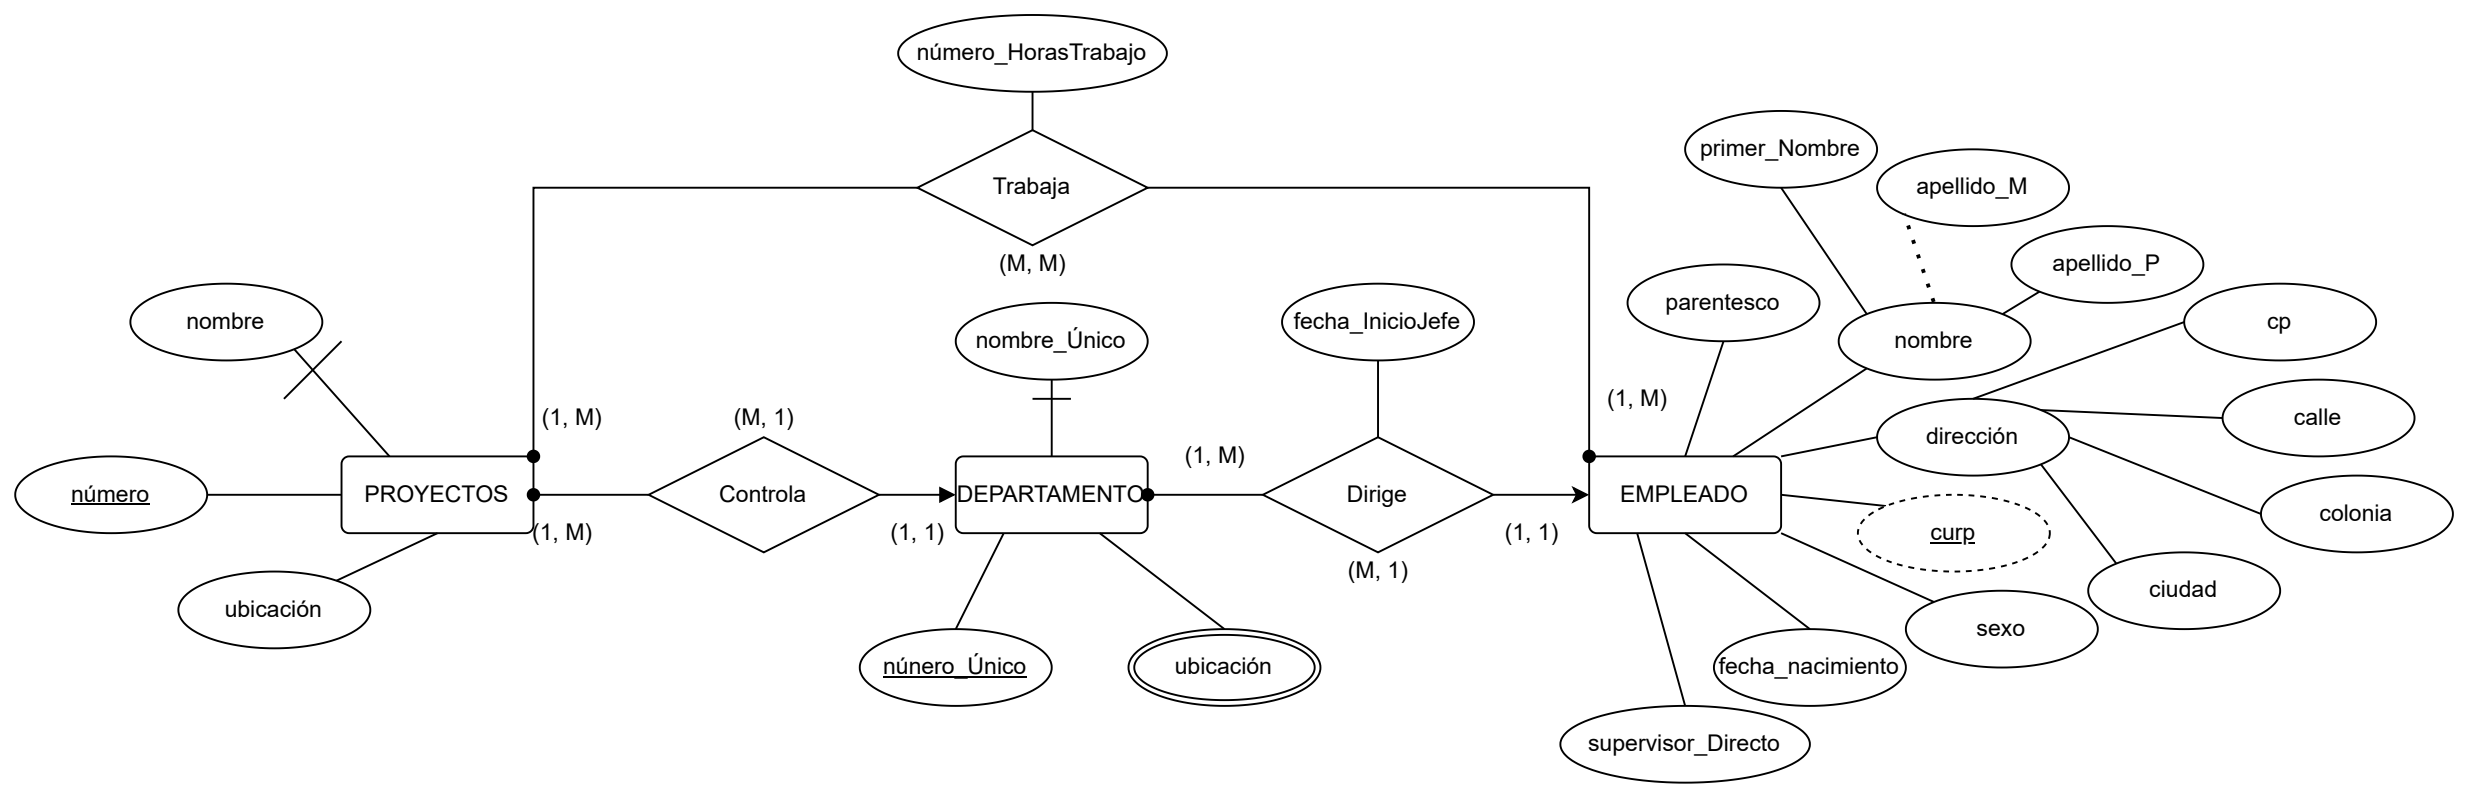 número_HorasTrabajo
primer_Nombre
Trabaja
apellido_M
(M, M)
apellido_P
parentesco
nombre
fecha_InicioJefe
cp
nombre_Único
nombre
(1, M)
(1, M)
(M, 1)
calle
dirección
(1, M)
número
PROYECTOS
Controla
DEPARTAMENTO
Dirige
EMPLEADO
colonia
(1, M)
(1, 1)
(1, 1)
curp
(M, 1)
ciudad
ubicación
sexo
núnero_Único
ubicación
fecha_nacimiento
supervisor_Directo